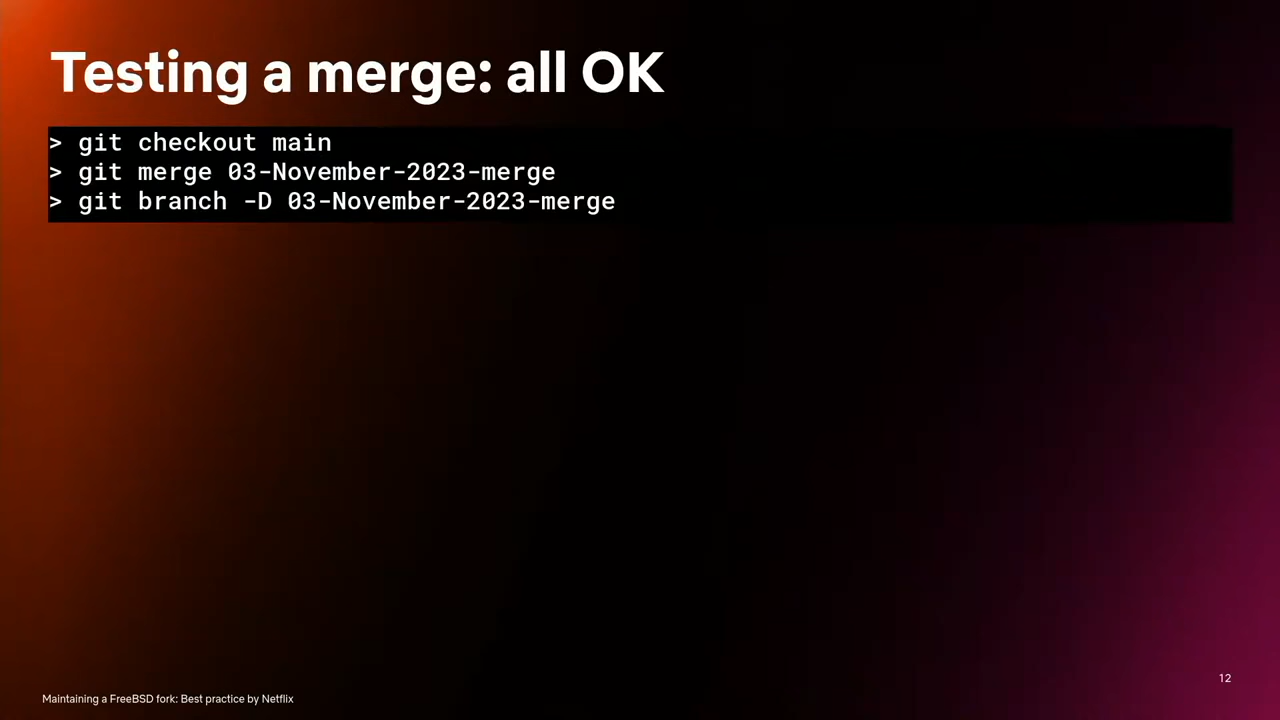 Testing a merge: all OK
> git checkout main
> git merge 03-November-2023-merge
> git branch -D 03-November-2023-merge
12
Maintaining a FreeBSD fork: Best practice by Netflix